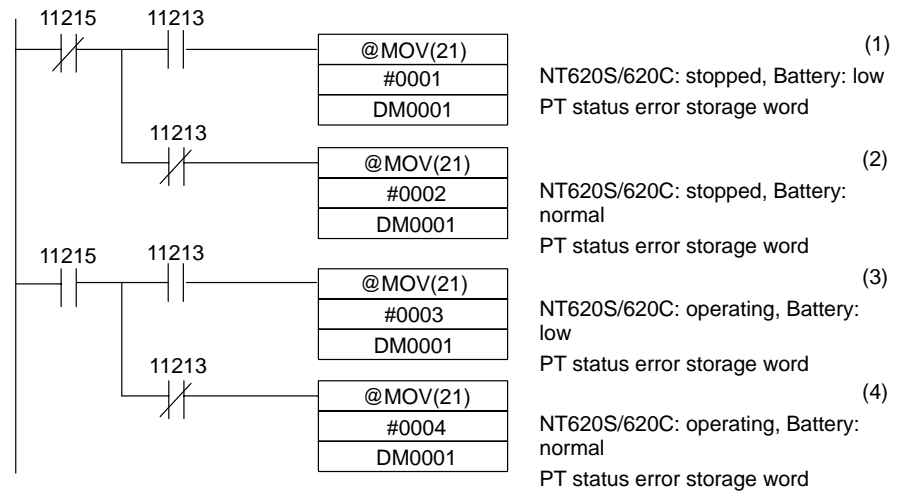 11215 11213
@MOV(21) (1)
#0001 NT620S/620C: stopped, Battery: low
DM0001 PT status error storage word
11213
@MOV(21) (2)
#0002 NT620S/620C: stopped, Battery:
normal
DM0001
PT status error storage word
11215 11213
@MOV(21) (3)
#0003 NT620S/620C: operating, Battery:
low
DM0001
PT status error storage word
11213
@MOV(21) (4)
#0004 NT620S/620C: operating, Battery:
normal
DM0001
PT status error storage word